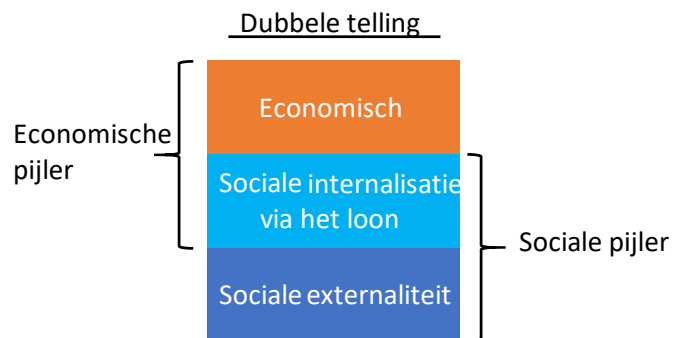 Dubbele telling
Economisch
Economische
pijler
Sociale internalisatie
via het loon
Sociale pijler
Sociale externaliteit